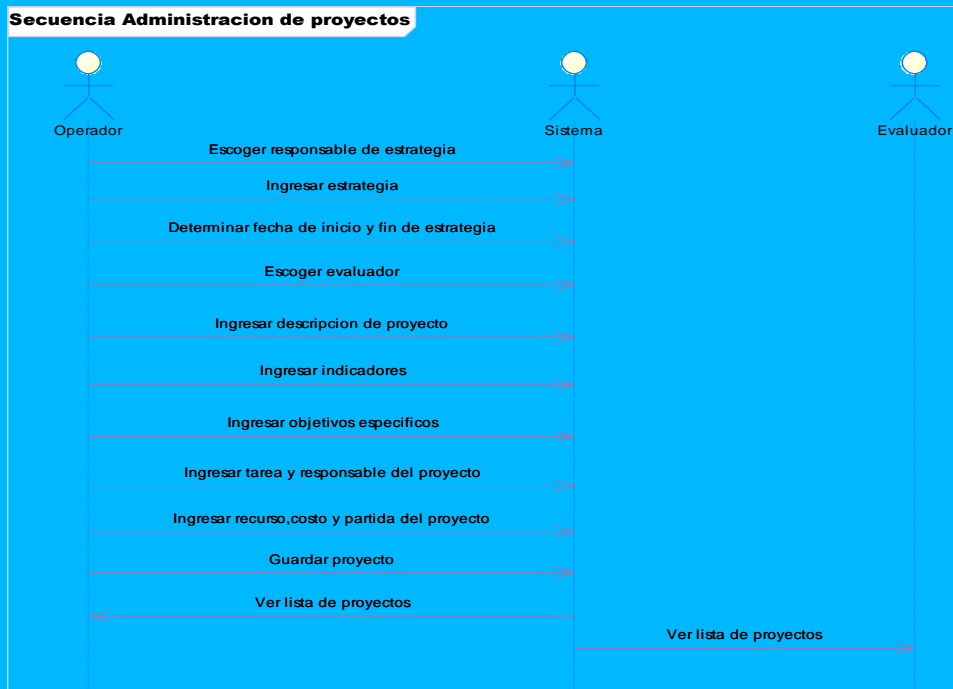 Secuencia Administracion de proyectos
Operador
Sistema
Evaluador
Escoger responsable de estrategia
Ingresar estrategia
Determinar fecha de inicio y fin de estrategia
Escoger evaluador
Ingresar descripcion de proyecto
Ingresar indicadores
Ingresar objetivos especificos
Ingresar tarea y responsable del proyecto
Ingresar recurso,costo y partida del proyecto
Guardar proyecto
Ver lista de proyectos
Ver lista de proyectos